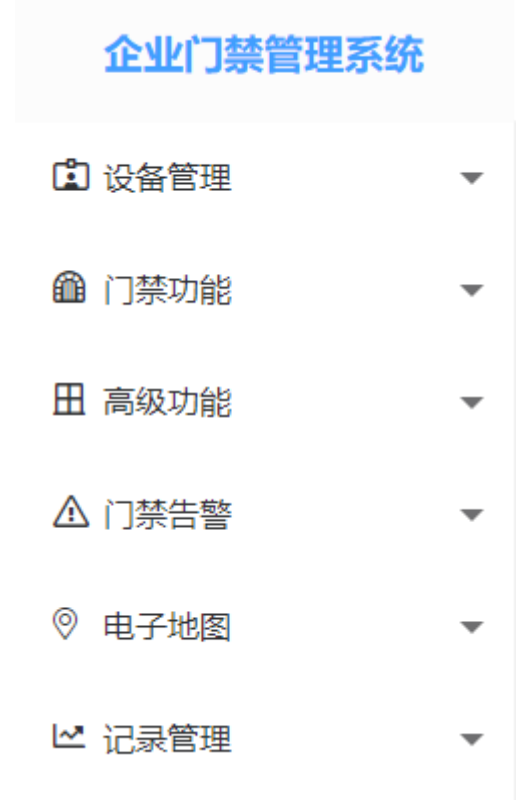 企业门禁管理系统
设备管理
门禁功能
高级功能
门禁告警
电子地图
记录管理